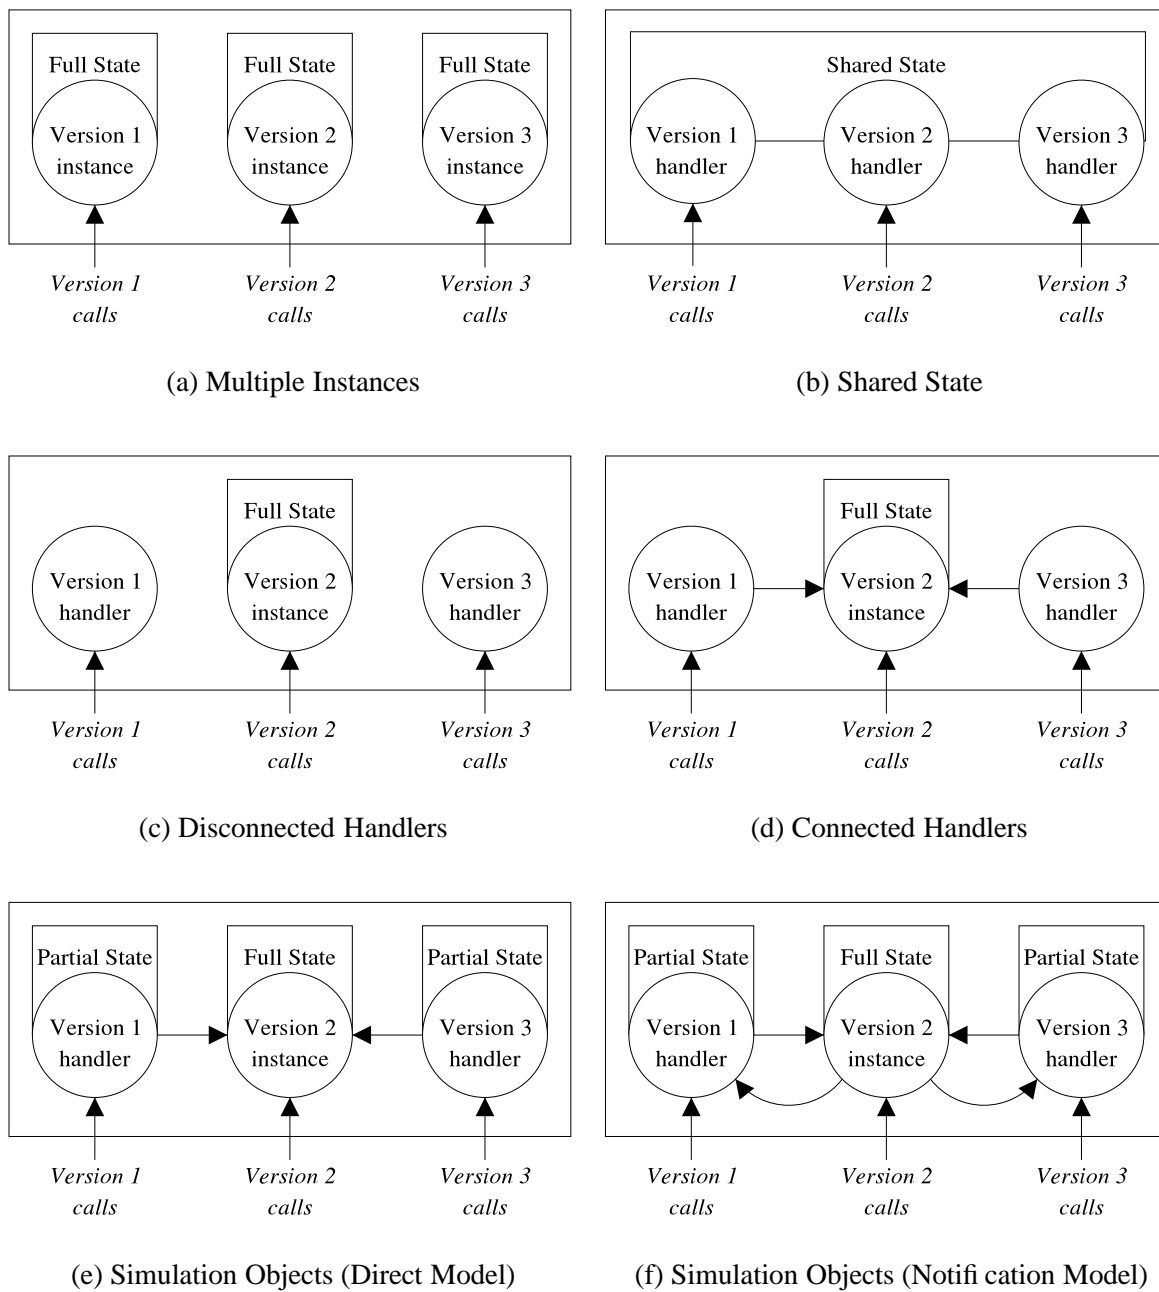 Full State Full State Full State
Version 1 Version 2 Version 3
instance instance instance
Version 1 Version 2 Version 3
calls calls calls
(a) Multiple Instances
Shared State
Version 1 Version 2 Version 3
handler handler handler
Version 1 Version 2 Version 3
calls calls calls
(b) Shared State
Full State
Version 1 Version 2 Version 3
handler instance handler
Version 1 Version 2 Version 3
calls calls calls
(c) Disconnected Handlers
Full State
Version 1 Version 2 Version 3
handler instance handler
Version 1 Version 2 Version 3
calls calls calls
(d) Connected Handlers
Partial State Full State Partial State
Version 1 Version 2 Version 3
handler instance handler
Version 1 Version 2 Version 3
calls calls calls
(e) Simulation Objects (Direct Model)
Partial State Full State Partial State
Version 1 Version 2 Version 3
handler instance handler
Version 1 Version 2 Version 3
calls calls calls
(f) Simulation Objects (Notifi cation Model)